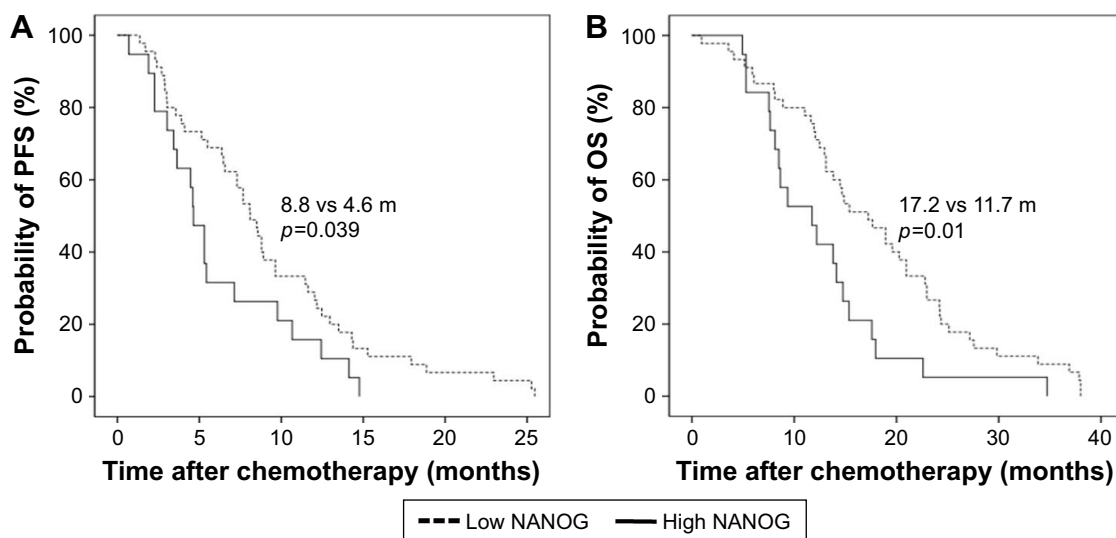 A
Probability of PFS (%)
100
80
60
40
20
0
8.8 vs 4.6 m
p=0.039
0 5 10 15 20 25
Time after chemotherapy (months)
B
Probability of OS (%)
100
80
60
40
20
0
17.2 vs 11.7 m
p=0.01
0 10 20 30 40
Time after chemotherapy (months)
Low NANOG High NANOG